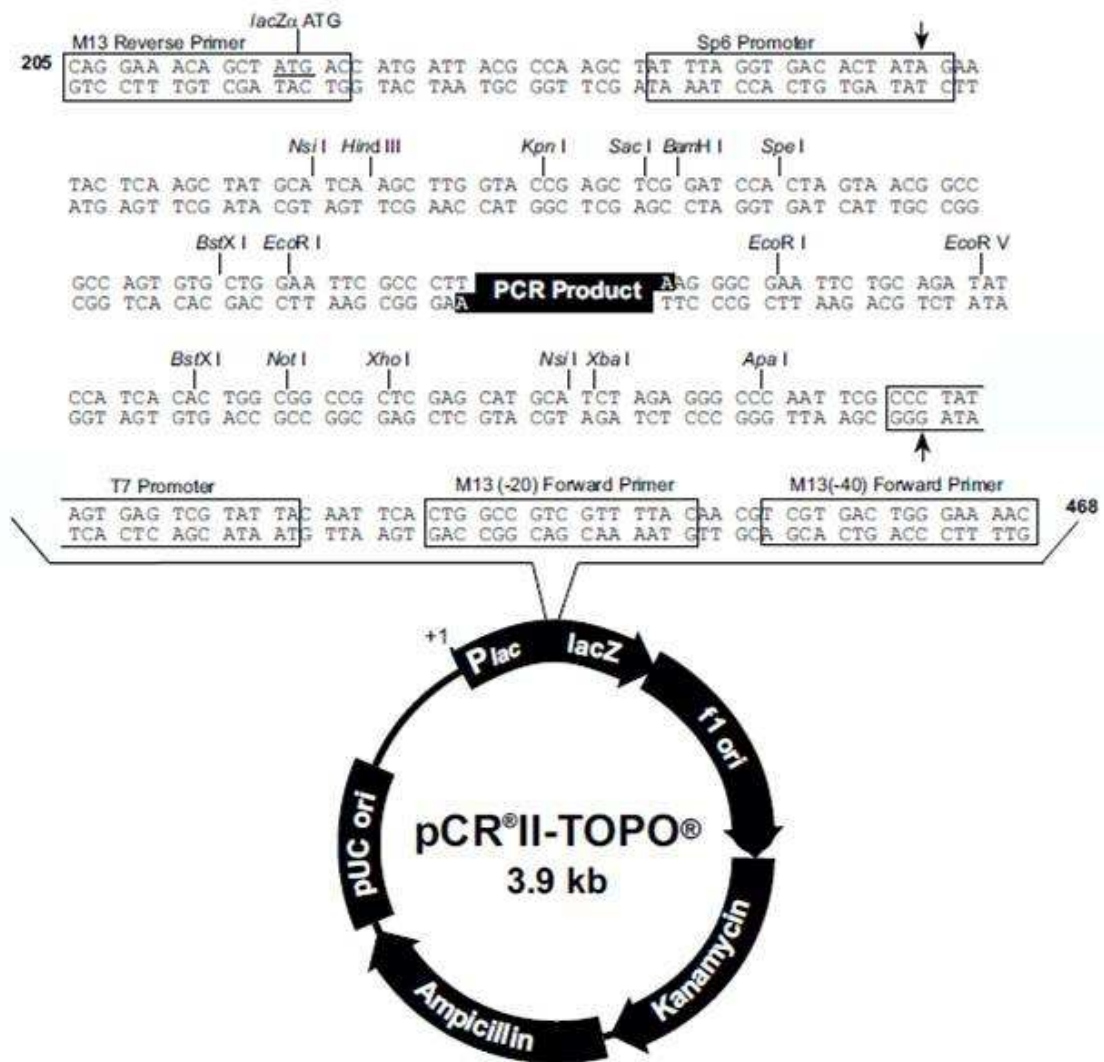 lacZα ATG
M13 Reverse Primer Sp6 Promoter
205 CAG GAA ACA GCT ATG ACC ATG ATT ACG CCA AGC TAT TTA GGT GAC ACT ATA GAA
GTC CTT TGT CGA TAC TGG TAC TAA TGC GGT TCG ATA AAT CCA CTG TGA TAT CTT
Nsi I Hind III Kpn I Sac I BamH I Spe I
TAC TCA AGC TAT GCA TCA AGC TTG GTA CCG AGC TCG GAT CCA CTA GTA ACG GCC
ATG AGT TCG ATA CGT AGT TCG AAC CAT GGC TCG AGC CTA GGT GAT CAT TGC CGG
BstX I EcoR I EcoR I EcoR V
GCC AGT GTG CTG GAA TTC GCC CTT PCR Product AAG GGC GAA TTC TGC AGA TAT
CGG TCA CAC GAC CTT AAG CGG GAA TTC CCG CTT AAG ACG TCT ATA
BstX I Not I Xho I Nsi I Xba I Apa I
CCA TCA CAC TGG CGG CCG CTC GAG CAT GCA TCT AGA GGG CCC AAT TCG CCC TAT
GGT AGT GTG ACC GCC GGC GAG CTC GTA CGT AGA TCT CCC GGG TTA AGC GGG ATA
T7 Promoter M13 (-20) Forward Primer M13(-40) Forward Primer
AGT GAG TCG TAT TAC AAT TCA CTG GCC GTC GTT TTA CAA CGT CGT GAC TGG GAA AAC 468
TCA CTC AGC ATA ATG TTA AGT GAC CGG CAG CAA AAT GTT GCA GCA CTG ACC CTT TTG
+1
Plac lacZ
f1 ori
Kanamycin
Ampicillin
pUC ori
pCR®II-TOPO®
3.9 kb